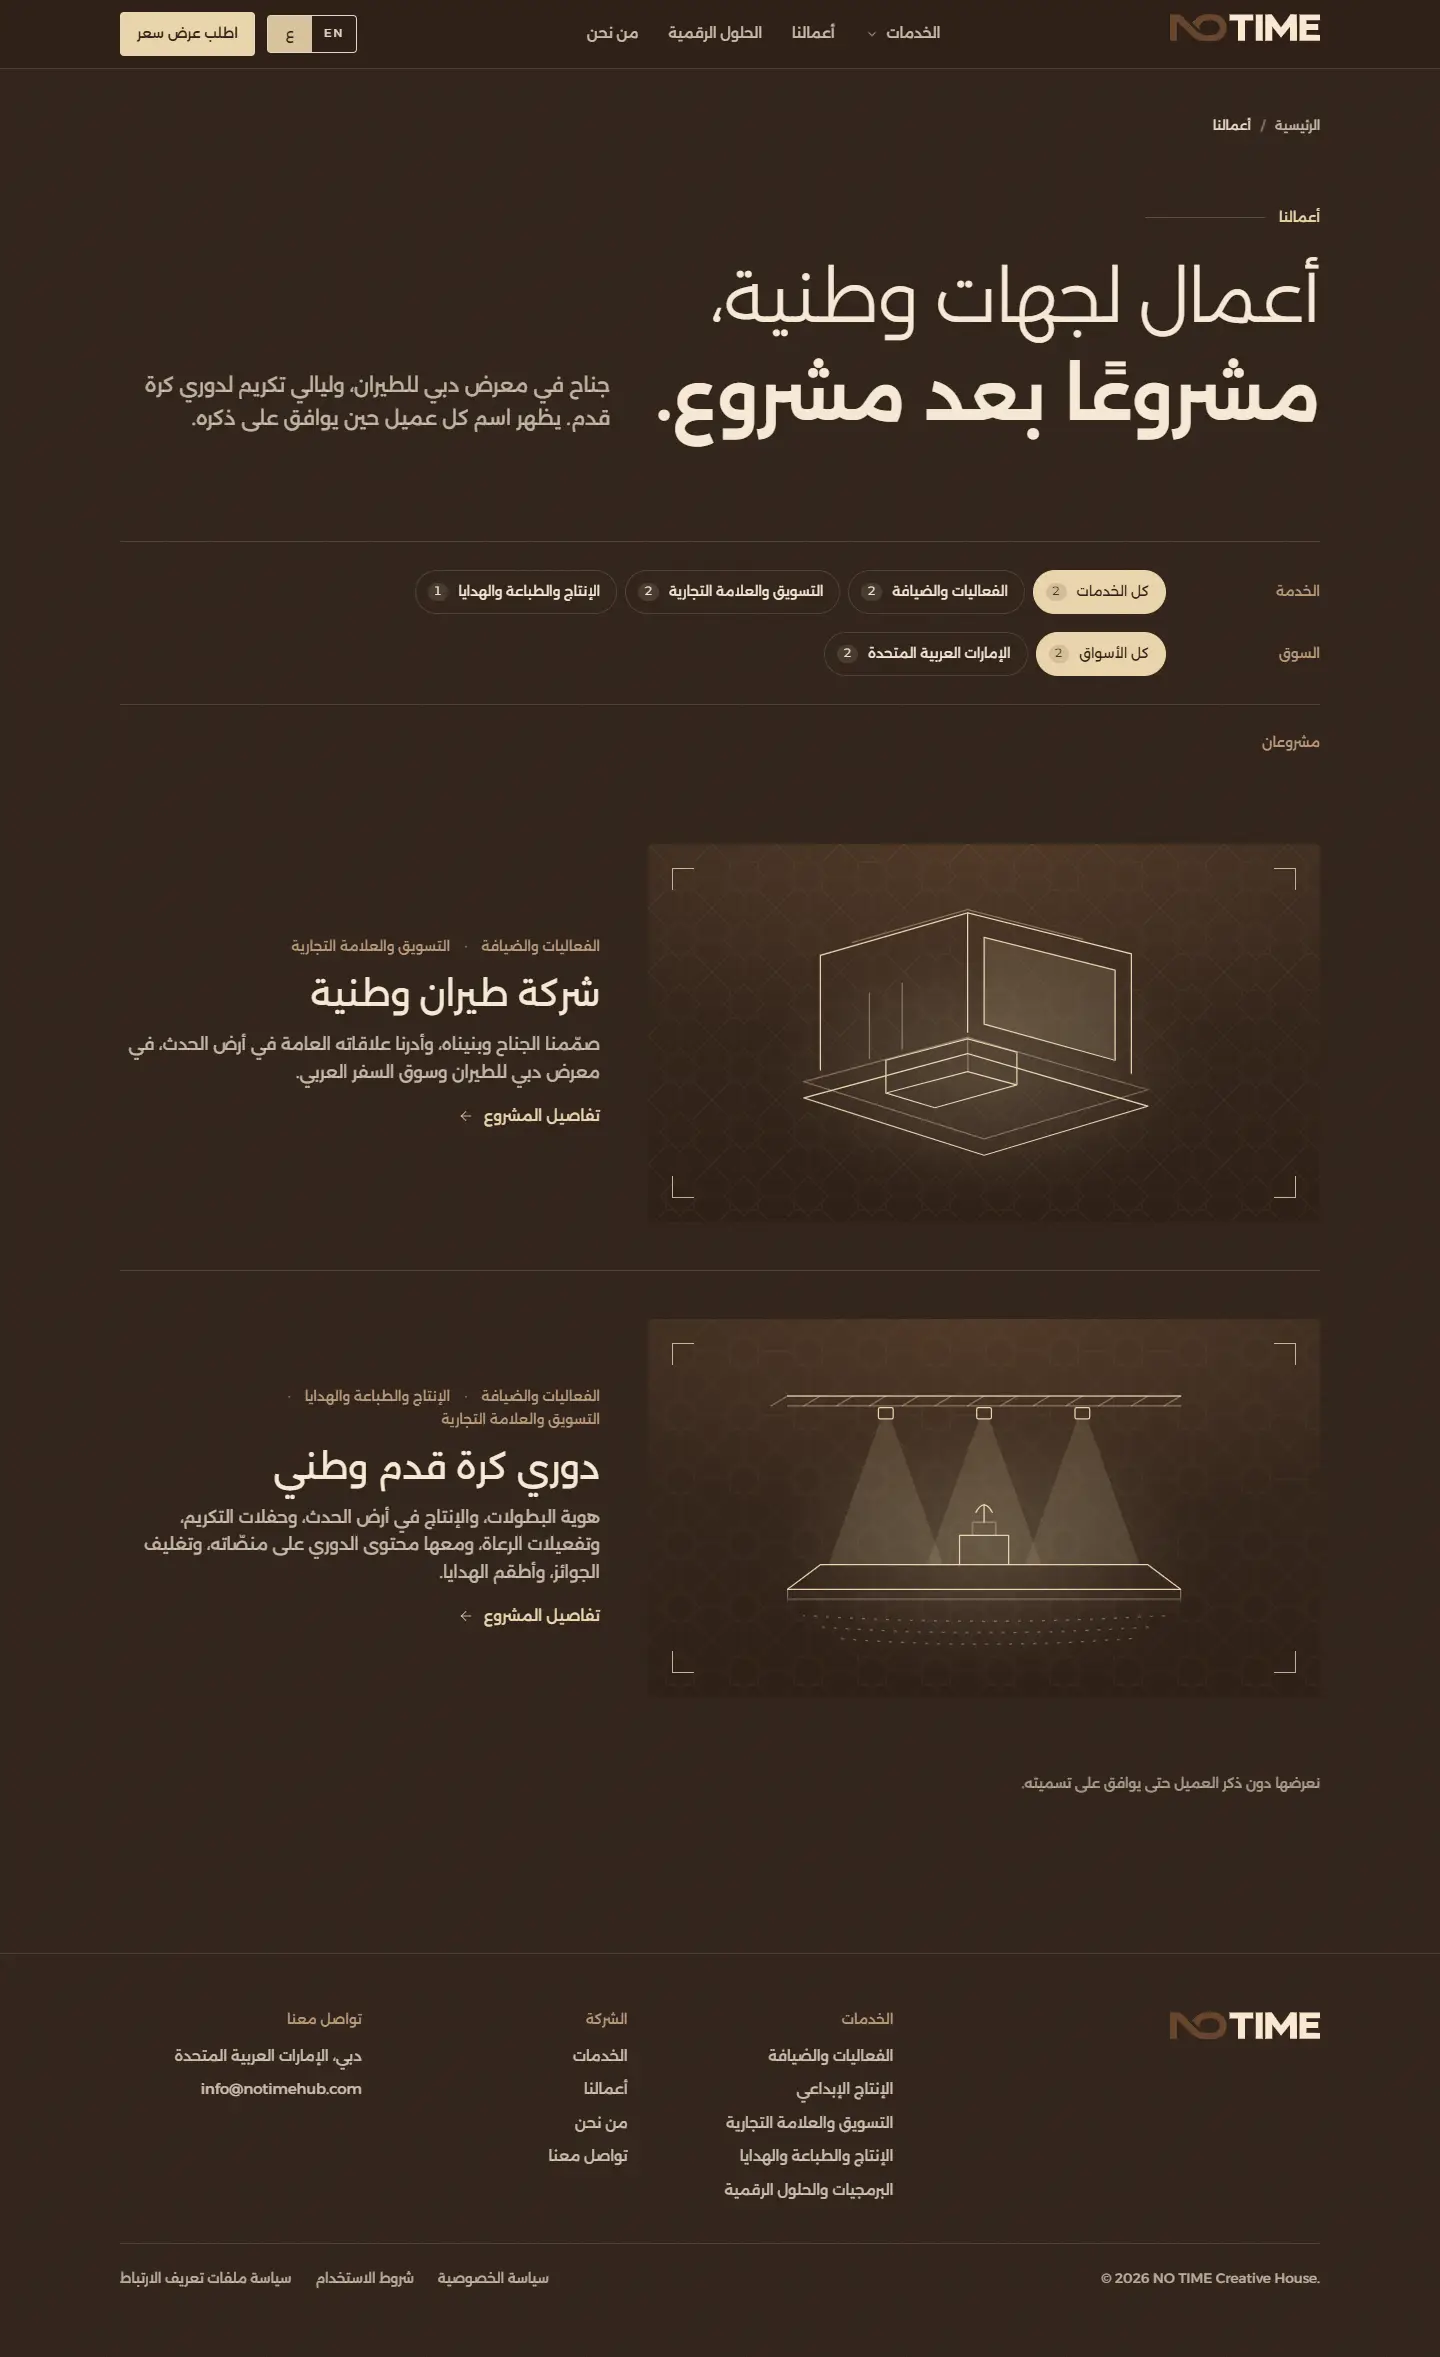 NO TIME
الخدمات
أعمالنا
الحلول الرقمية
من نحن
EN
ع
اطلب عرض سعر
الرئيسية / أعمالنا
أعمالنا
أعمال لجهات وطنية،
مشروعًا بعد مشروع.
جناح في معرض دبي للطيران، وليالي تكريم لدوري كرة
قدم. يظهر اسم كل عميل حين يوافق على ذكره.
الخدمة
كل الخدمات 2
الفعاليات والضيافة 2
التسويق والعلامة التجارية 2
الإنتاج والطباعة والهدايا 1
السوق
كل الأسواق 2
الإمارات العربية المتحدة 2
مشروعان
الفعاليات والضيافة · التسويق والعلامة التجارية
شركة طيران وطنية
صمّمنا الجناح وبنيناه، وأدرنا علاقاته العامة في أرض الحدث، في
معرض دبي للطيران وسوق السفر العربي.
تفاصيل المشروع ←
الفعاليات والضيافة · الإنتاج والطباعة والهدايا ·
التسويق والعلامة التجارية
دوري كرة قدم وطني
هوية البطولات، والإنتاج في أرض الحدث، وحفلات التكريم،
وتفعيلات الرعاة، ومعها محتوى الدوري على منصّاته، وتغليف
الجوائز، وأطقم الهدايا.
تفاصيل المشروع ←
نعرضها دون ذكر العميل حتى يوافق على تسميته.
NO TIME
الخدمات
الفعاليات والضيافة
الإنتاج الإبداعي
التسويق والعلامة التجارية
الإنتاج والطباعة والهدايا
البرمجيات والحلول الرقمية
الشركة
الخدمات
أعمالنا
من نحن
تواصل معنا
تواصل معنا
دبي، الإمارات العربية المتحدة
info@notimehub.com
© 2026 NO TIME Creative House.
سياسة الخصوصية
شروط الاستخدام
سياسة ملفات تعريف الارتباط